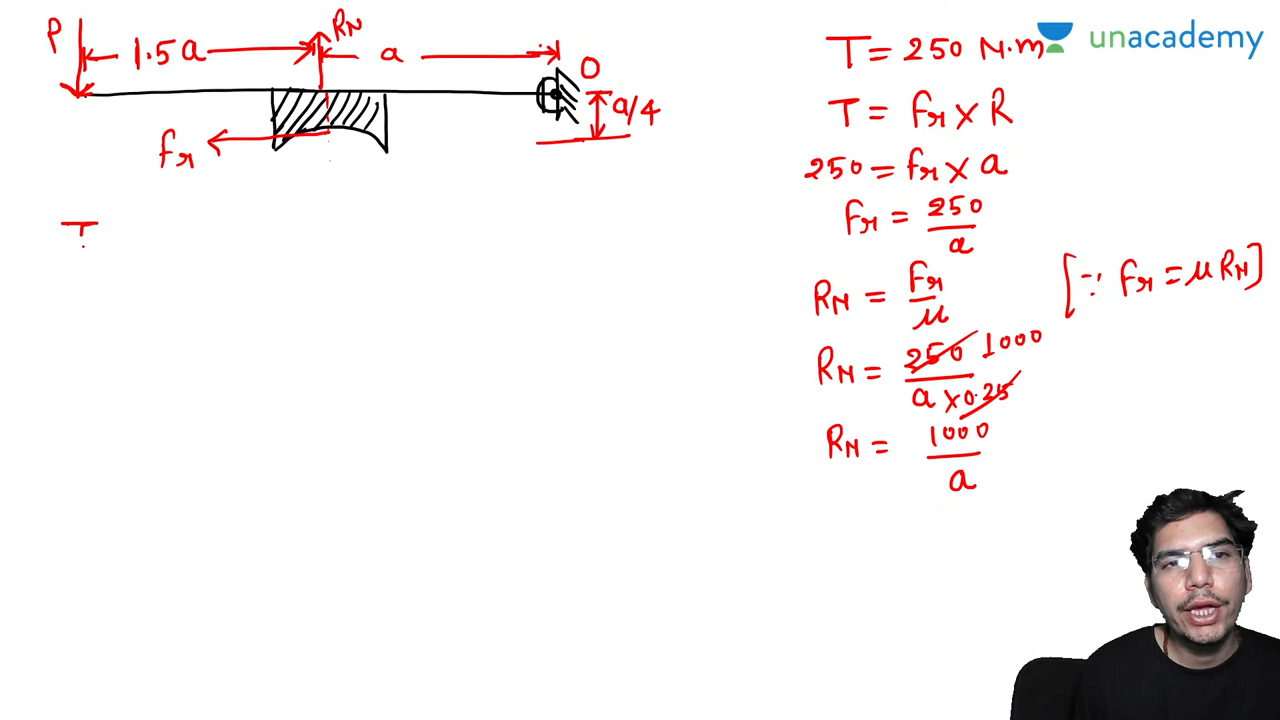 P
1.5a
RN
a
O
a/4
Fr
T
unacademy
T = 250 N.m
T = Fr × R
250 = Fr × a
Fr = 250/a
RN = Fr/μ
[∵ Fr = μRN]
RN = 250/a × 0.25 1000
RN = 1000/a